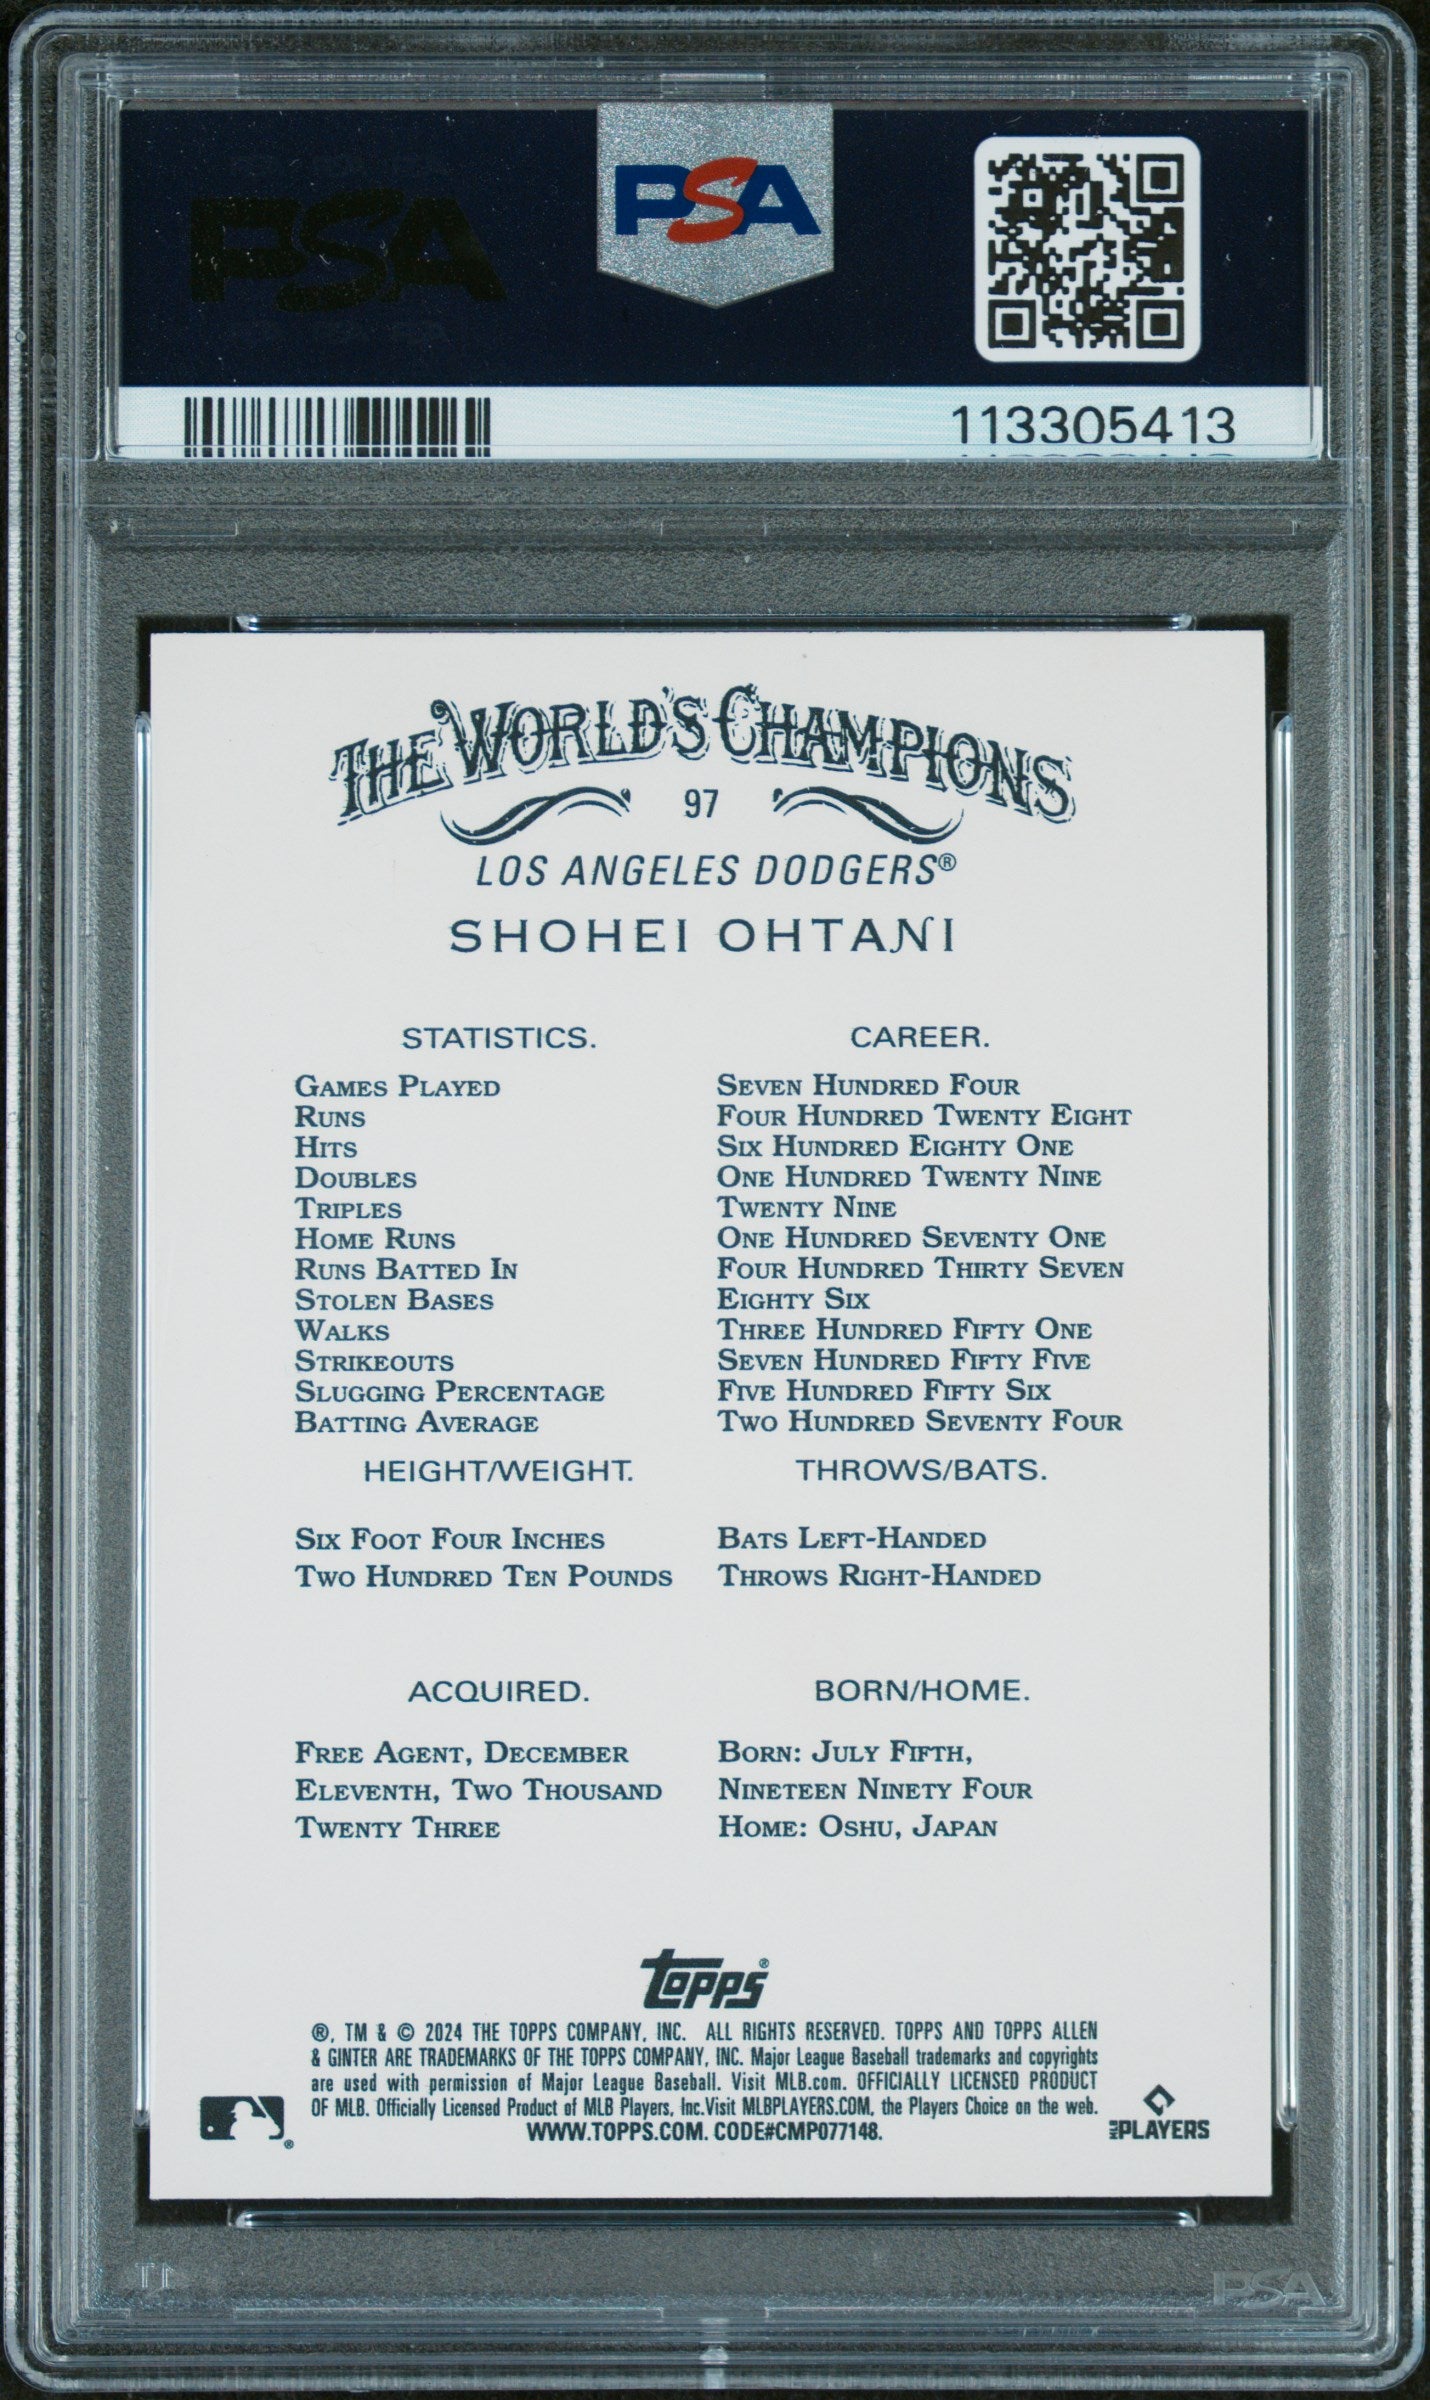 PSA
PSA
113305413
THE WORLD'S CHAMPIONS
97
LOS ANGELES DODGERS®
SHOHEI OHTANI
STATISTICS. CAREER.
GAMES PLAYED SEVEN HUNDRED FOUR
RUNS FOUR HUNDRED TWENTY EIGHT
HITS SIX HUNDRED EIGHTY ONE
DOUBLES ONE HUNDRED TWENTY NINE
TRIPLES TWENTY NINE
HOME RUNS ONE HUNDRED SEVENTY ONE
RUNS BATTED IN FOUR HUNDRED THIRTY SEVEN
STOLEN BASES EIGHTY SIX
WALKS THREE HUNDRED FIFTY ONE
STRIKEOUTS SEVEN HUNDRED FIFTY FIVE
SLUGGING PERCENTAGE FIVE HUNDRED FIFTY SIX
BATTING AVERAGE TWO HUNDRED SEVENTY FOUR
HEIGHT/WEIGHT. THROWS/BATS.
SIX FOOT FOUR INCHES BATS LEFT-HANDED
TWO HUNDRED TEN POUNDS THROWS RIGHT-HANDED
ACQUIRED. BORN/HOME.
FREE AGENT, DECEMBER BORN: JULY FIFTH,
ELEVENTH, TWO THOUSAND NINETEEN NINETY FOUR
TWENTY THREE HOME: OSHU, JAPAN
topps®
®, TM & © 2024 THE TOPPS COMPANY, INC. ALL RIGHTS RESERVED. TOPPS AND TOPPS ALLEN
& GINTER ARE TRADEMARKS OF THE TOPPS COMPANY, INC. Major League Baseball trademarks and copyrights
are used with permission of Major League Baseball. Visit MLB.com. OFFICIALLY LICENSED PRODUCT
OF MLB. Officially Licensed Product of MLB Players, Inc.Visit MLBPLAYERS.COM, the Players Choice on the web.
WWW.TOPPS.COM. CODE#CMP077148.
®
MLB PLAYERS
PSA